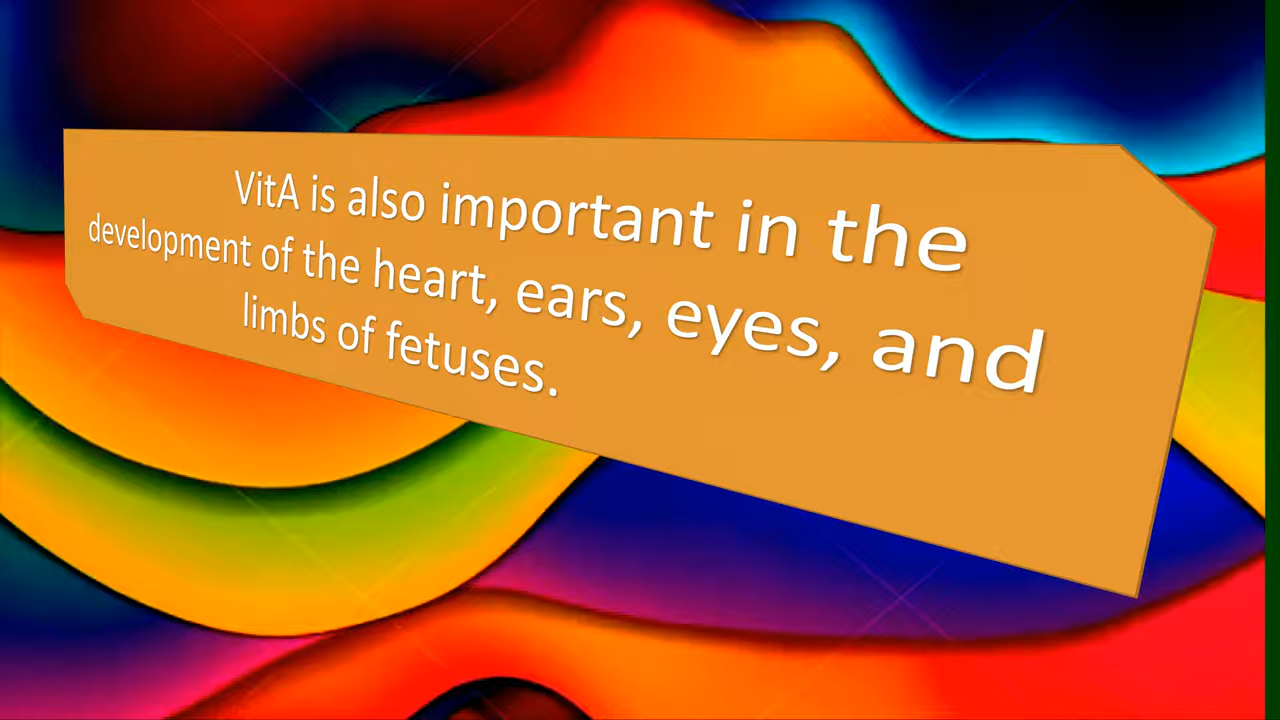 VitA is also important in the
development of the heart, ears, eyes, and
limbs of fetuses.